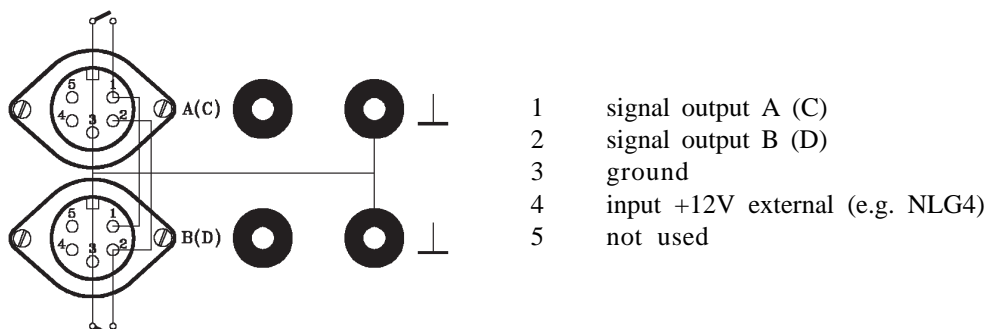 5 1
4 3 2
A(C)
5 1
4 3 2
B(D)
1 signal output A (C)
2 signal output B (D)
3 ground
4 input +12V external (e.g. NLG4)
5 not used